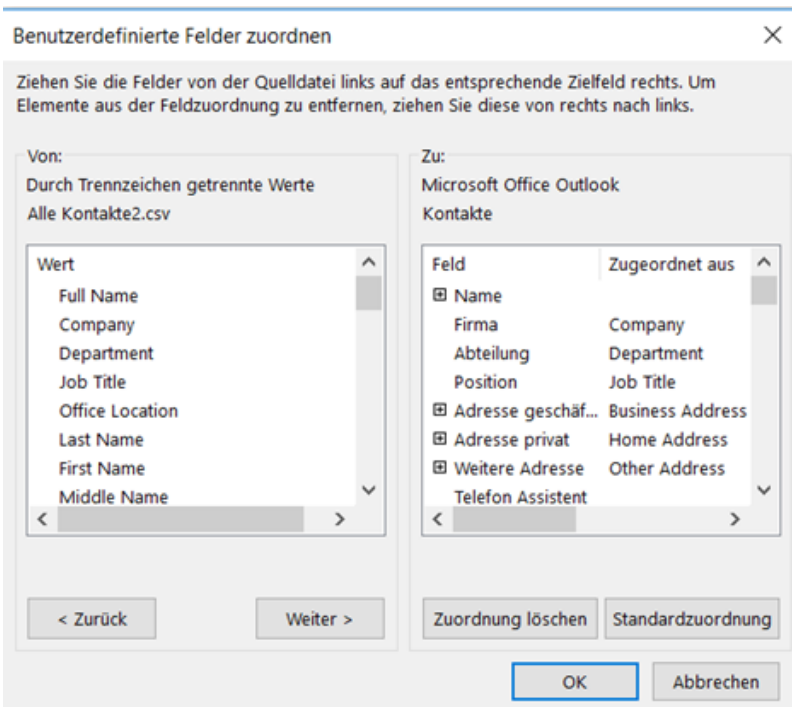 Benutzerdefinierte Felder zuordnen
Ziehen Sie die Felder von der Quelldatei links auf das entsprechende Zielfeld rechts. Um
Elemente aus der Feldzuordnung zu entfernen, ziehen Sie diese von rechts nach links.
Von:
Durch Trennzeichen getrennte Werte
Alle Kontakte2.csv
Wert
Full Name
Company
Department
Job Title
Office Location
Last Name
First Name
Middle Name
< Zurück
Weiter >
Zu:
Microsoft Office Outlook
Kontakte
Feld Zugeordnet aus
Name
Firma Company
Abteilung Department
Position Job Title
Adresse geschäf... Business Address
Adresse privat Home Address
Weitere Adresse Other Address
Telefon Assistent
Zuordnung löschen
Standardzuordnung
OK
Abbrechen